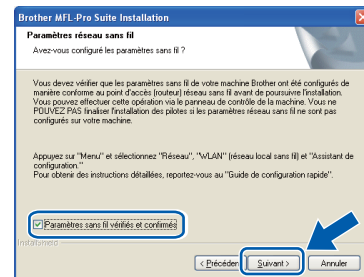 Brother MFL-Pro Suite Installation
Paramètres réseau sans fil
Avez-vous configuré les paramètres sans fil ?
Vous devez vérifier que les paramètres sans fil de votre machine Brother ont été configurés de
manière conforme au point d'accès (routeur) réseau sans fil avant de poursuivre l'installation.
Vous pouvez effectuer cette opération via le panneau de contrôle de la machine. Vous ne
POUVEZ PAS finaliser l'installation des pilotes si les paramètres réseau sans fil ne sont pas
configurés sur votre machine.
Appuyez sur "Menu" et sélectionnez "Réseau", "WLAN" (réseau local sans fil) et "Assistant de
configuration."
Pour obtenir des instructions détaillées, reportez-vous au "Guide de configuration rapide".
Paramètres sans fil vérifiés et confirmés
InstallShield
< Précéden
Suivant >
Annuler